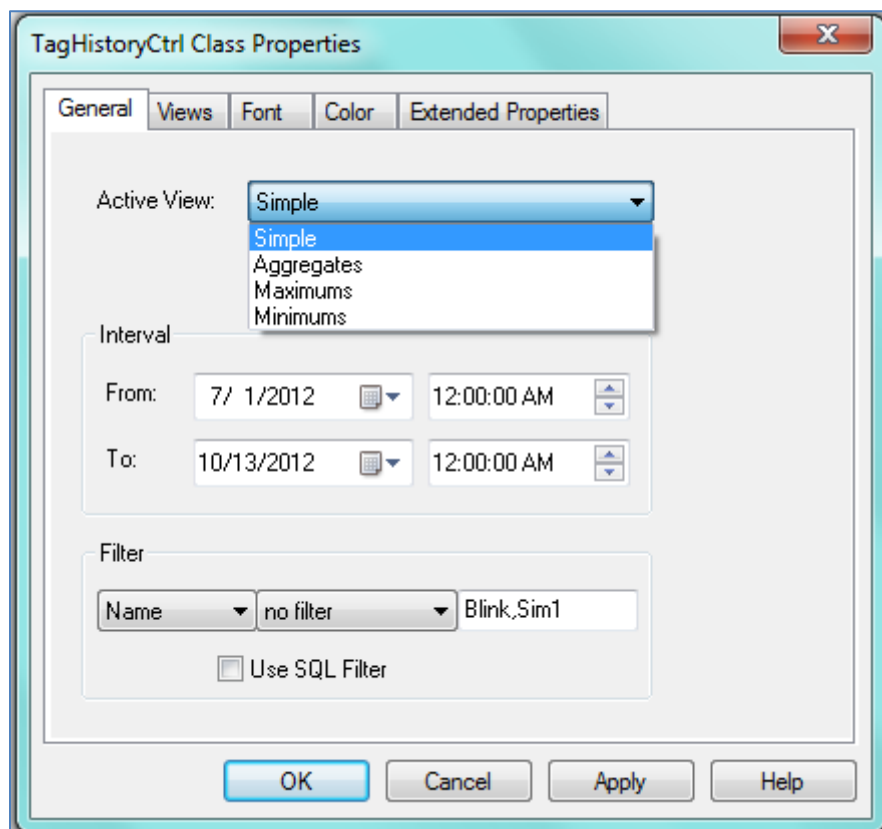 TagHistoryCtrl Class Properties
General Views Font Color Extended Properties
Active View: Simple
Simple
Aggregates
Maximums
Minimums
Interval
From: 7/ 1/2012 12:00:00 AM
To: 10/13/2012 12:00:00 AM
Filter
Name no filter Blink,Sim1
Use SQL Filter
OK Cancel Apply Help